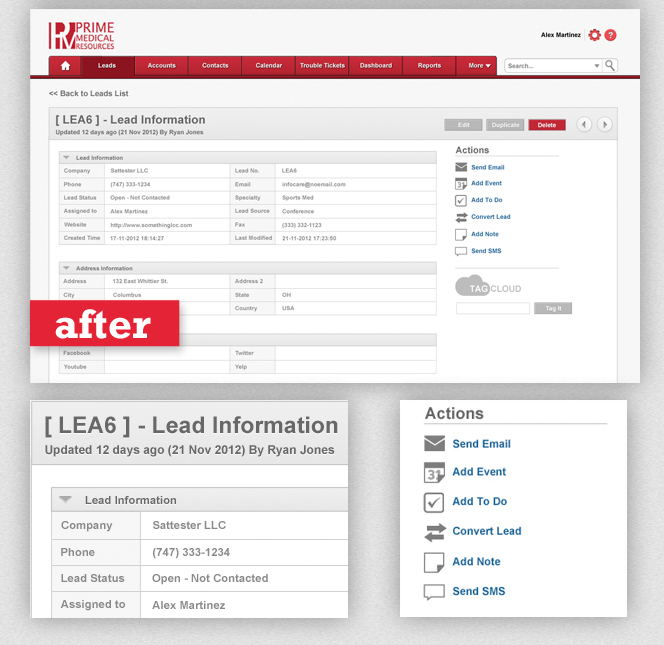 PRIME
MEDICAL
RESOURCES
Alex Martinez
Leads Accounts Contacts Calendar Trouble Tickets Dashboard Reports More Search...
<< Back to Leads List
[ LEA6 ] - Lead Information
Updated 12 days ago (21 Nov 2012) By Ryan Jones
Edit Duplicate Delete
Lead Information
Company Sattester LLC Lead No. LEA6
Phone (747) 333-1234 Email infocare@noemail.com
Lead Status Open - Not Contacted Specialty Sports Med
Assigned to Alex Martinez Lead Source Conference
Website http://www.somethingloc.com Fax (333) 332-1123
Created Time 17-11-2012 18:14:27 Last Modified 21-11-2012 17:23:50
Address Information
Address 132 East Whittier St. Address 2
City Columbus State OH
Country USA
Facebook Twitter
Youtube Yelp
Actions
Send Email
31 Add Event
Add To Do
Convert Lead
Add Note
Send SMS
TAGCLOUD
Tag It
after
[ LEA6 ] - Lead Information
Updated 12 days ago (21 Nov 2012) By Ryan Jones
Lead Information
Company Sattester LLC
Phone (747) 333-1234
Lead Status Open - Not Contacted
Assigned to Alex Martinez
Actions
Send Email
31 Add Event
Add To Do
Convert Lead
Add Note
Send SMS